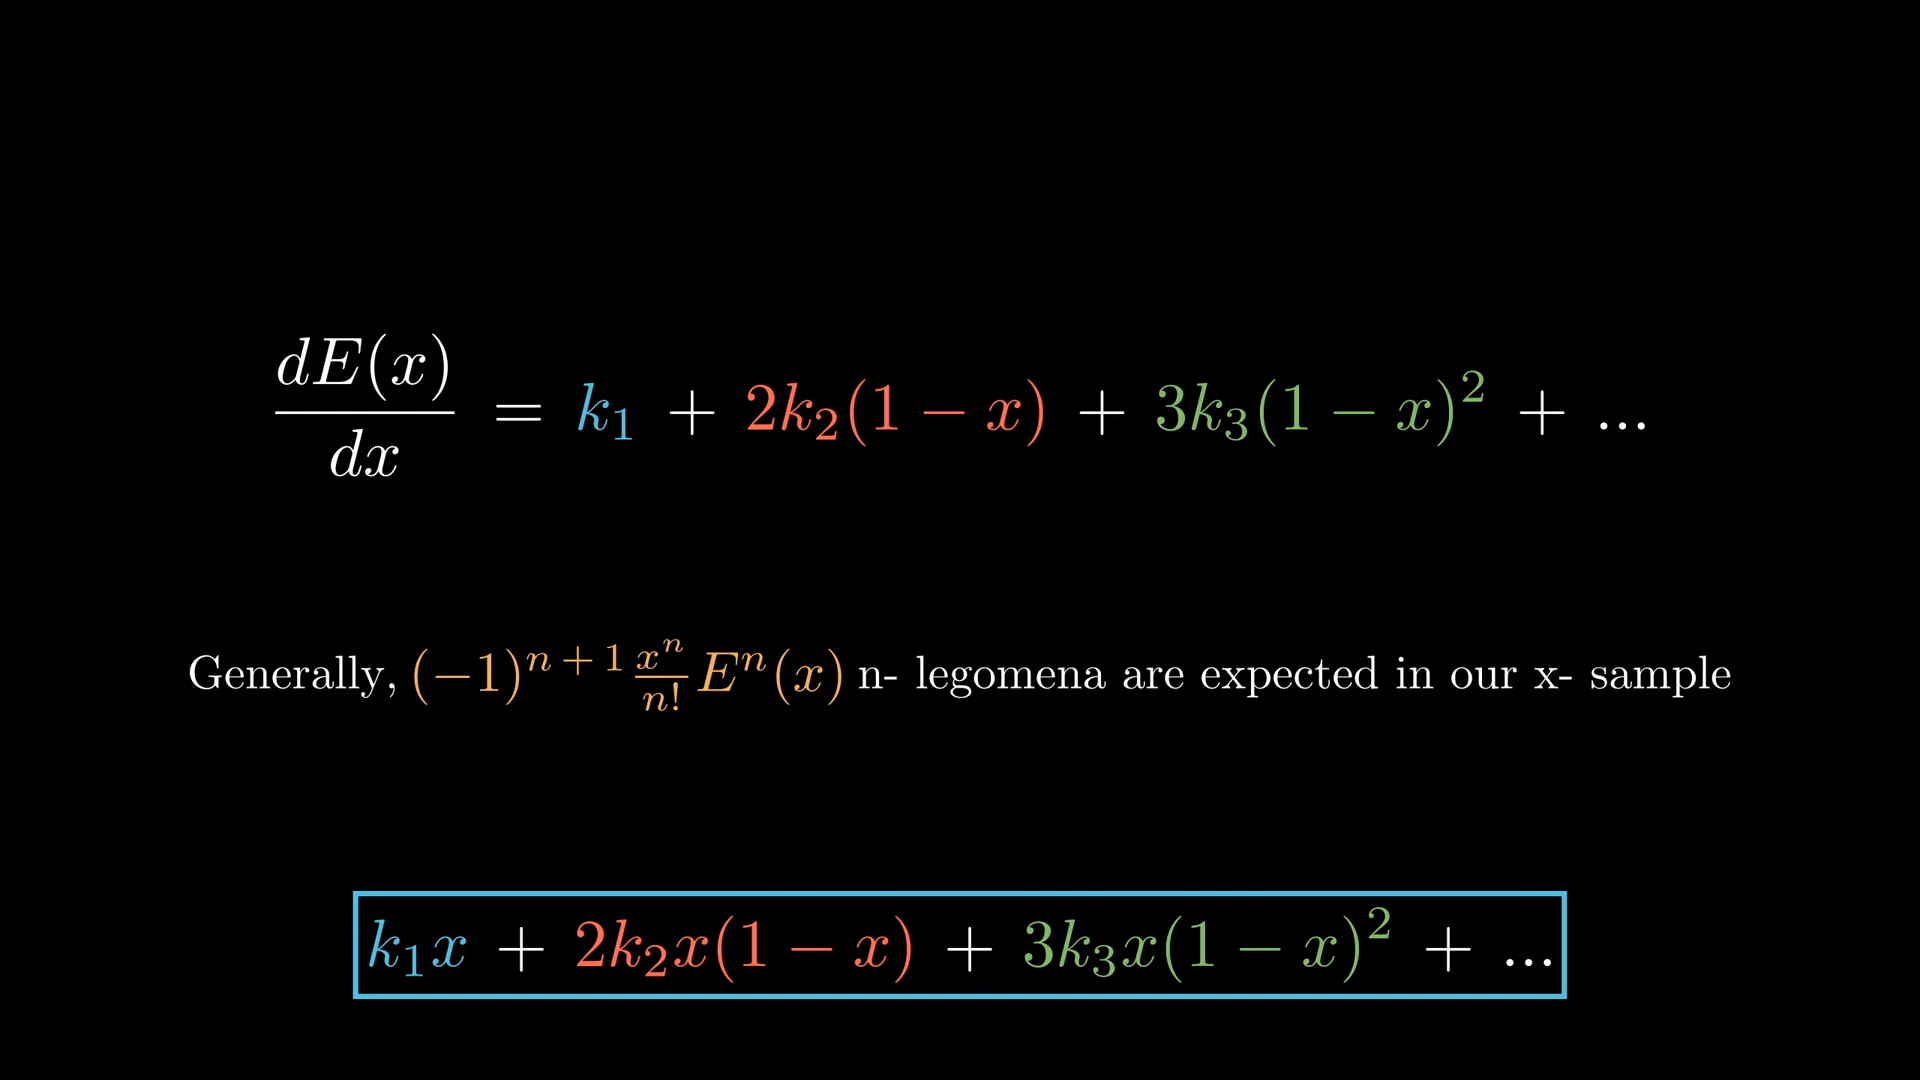 dE(x)/dx = k₁ + 2k₂(1 − x) + 3k₃(1 − x)² + ...
Generally, (−1)ⁿ⁺¹ xⁿ/n! Eⁿ(x) n- legomena are expected in our x- sample
k₁x + 2k₂x(1 − x) + 3k₃x(1 − x)² + ...